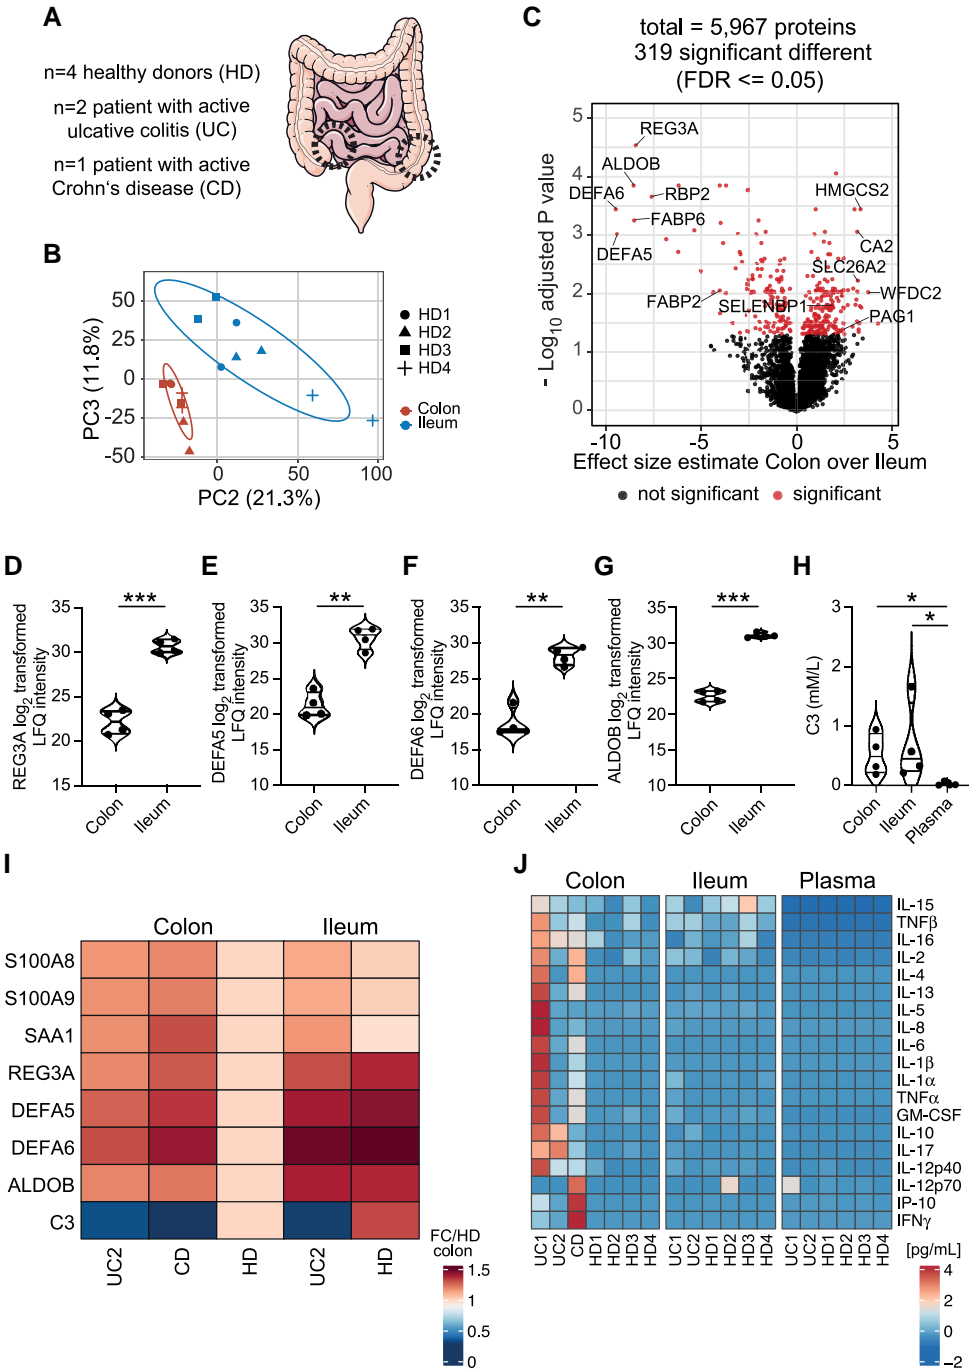 A
n=4 healthy donors (HD)
n=2 patient with active
ulcative colitis (UC)
n=1 patient with active
Crohn's disease (CD)
B
PC3 (11.8%)
50
25
0
-25
-50
0
50
100
PC2 (21.3%)
HD1
HD2
HD3
HD4
Colon
Ileum
C
total = 5,967 proteins
319 significant different
(FDR <= 0.05)
- Log10 adjusted P value
5
4
3
2
1
0
REG3A
ALDOB
DEFA6
RBP2
HMGCS2
FABP6
DEFA5
CA2
SLC26A2
FABP2
SELENBP1
WFDC2
PAG1
-10
-5
0
5
Effect size estimate Colon over Ileum
not significant
significant
D
REG3A log2 transformed
LFQ intensity
35
30
25
20
15
***
Colon
Ileum
E
DEFA5 log2 transformed
LFQ intensity
35
30
25
20
15
10
**
Colon
Ileum
F
DEFA6 log2 transformed
LFQ intensity
35
30
25
20
15
10
**
Colon
Ileum
G
ALDOB log2 transformed
LFQ intensity
35
30
25
20
15
10
***
Colon
Ileum
H
C3 (mM/L)
3
2
1
0
*
*
Colon
Ileum
Plasma
I
Colon
Ileum
S100A8
S100A9
SAA1
REG3A
DEFA5
DEFA6
ALDOB
C3
UC2
CD
HD
UC2
HD
FC/HD
colon
1.5
1
0.5
0
J
Colon
Ileum
Plasma
IL-15
TNFβ
IL-16
IL-2
IL-4
IL-13
IL-5
IL-8
IL-6
IL-1β
IL-1α
TNFα
GM-CSF
IL-10
IL-17
IL-12p40
IL-12p70
IP-10
IFNγ
UC1
UC2
CD
HD1
HD2
HD3
HD4
UC1
UC2
HD1
HD2
HD3
HD4
UC1
UC2
HD1
HD2
HD3
HD4
[pg/mL]
4
2
0
−2